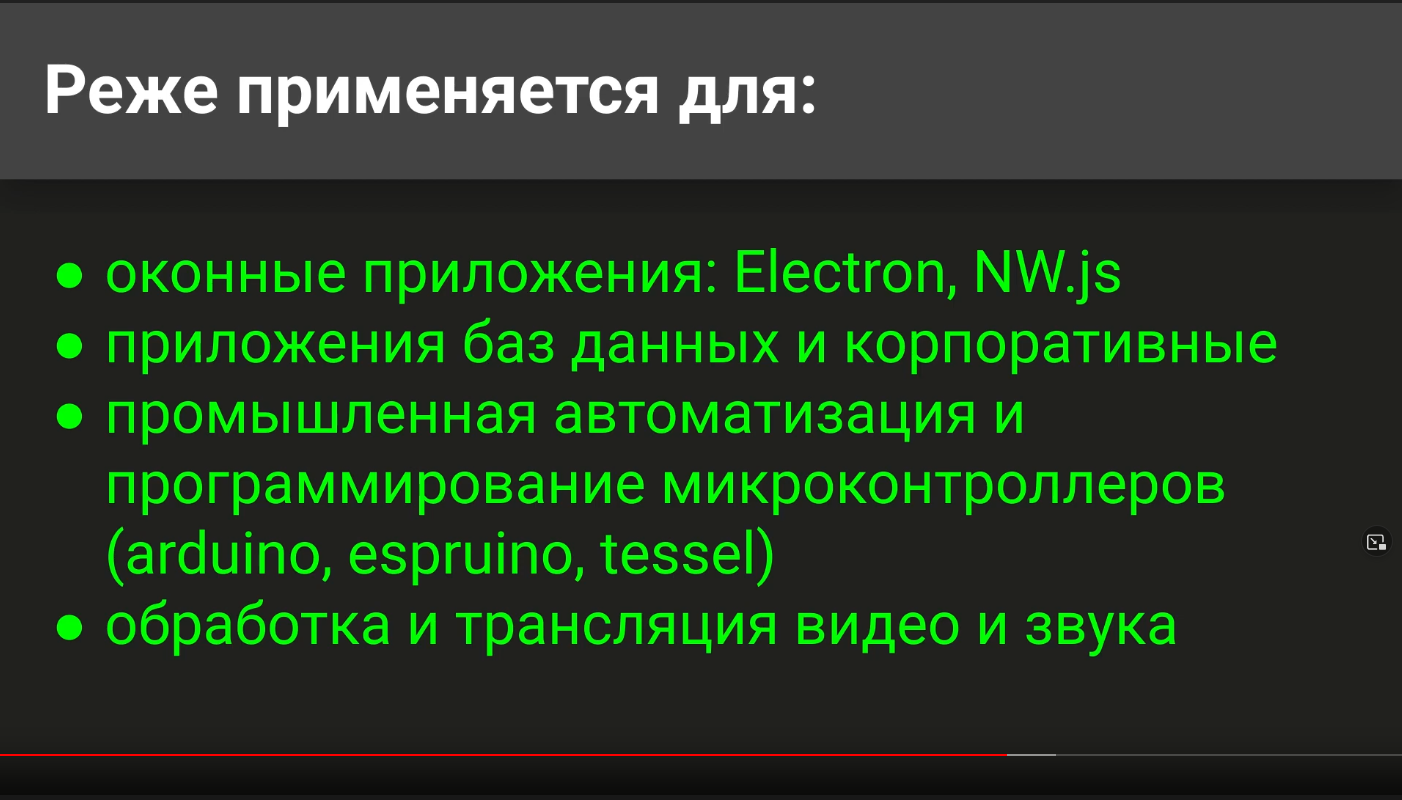 Реже применяется для:
● оконные приложения: Electron, NW.js
● приложения баз данных и корпоративные
● промышленная автоматизация и
программирование микроконтроллеров
(arduino, espruino, tessel)
● обработка и трансляция видео и звука